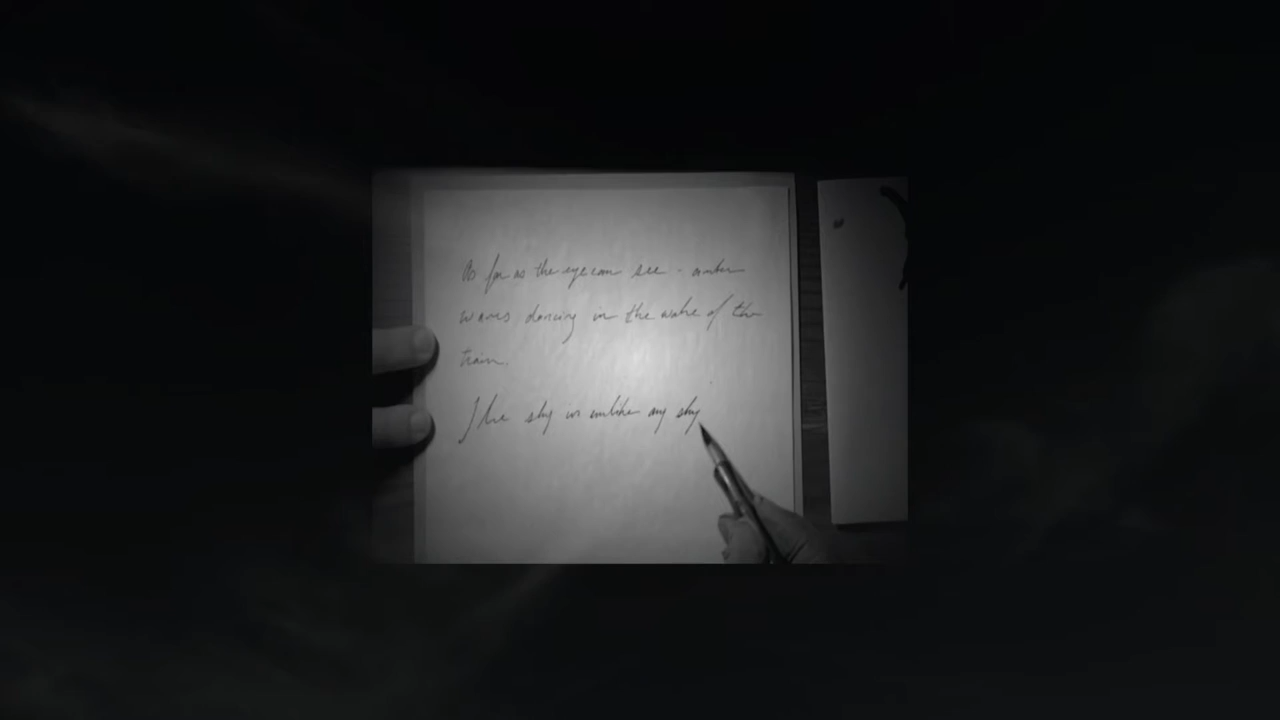 As far as the eye can see - amber
waves dancing in the wake of the
train.
The sky is unlike any sky